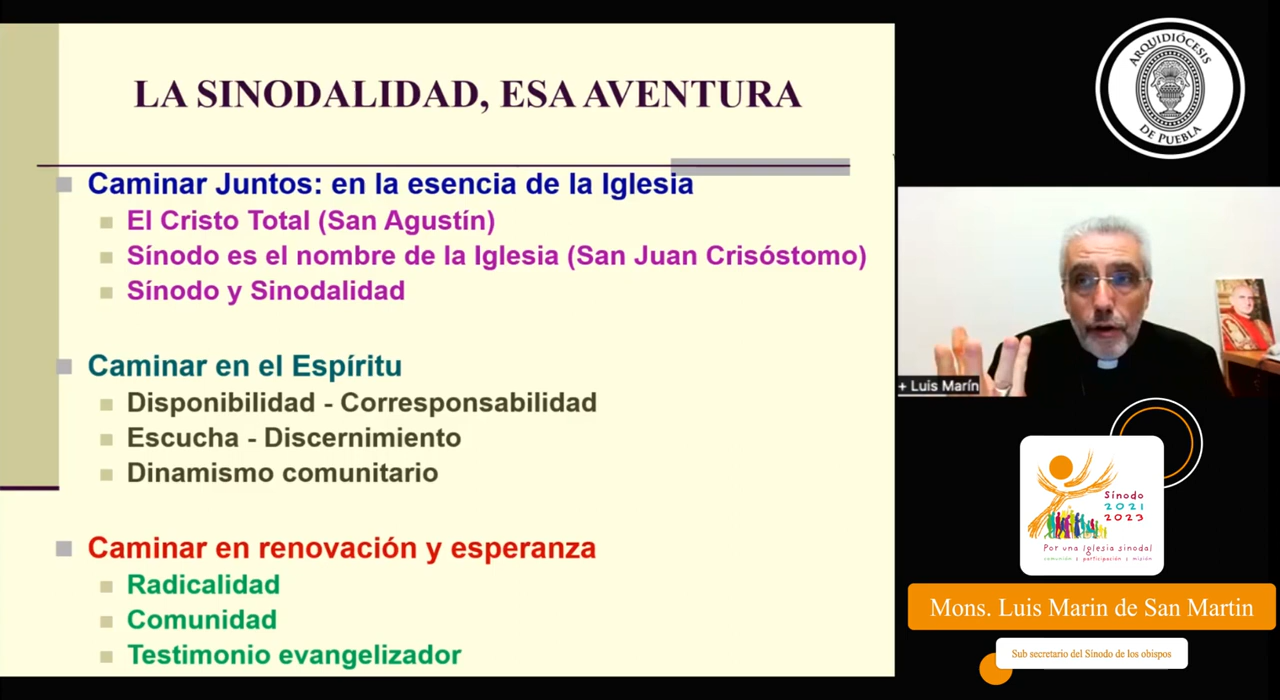 LA SINODALIDAD, ESA AVENTURA
Caminar Juntos: en la esencia de la Iglesia
El Cristo Total (San Agustín)
Sínodo es el nombre de la Iglesia (San Juan Crisóstomo)
Sínodo y Sinodalidad
Caminar en el Espíritu
Disponibilidad - Corresponsabilidad
Escucha - Discernimiento
Dinamismo comunitario
Caminar en renovación y esperanza
Radicalidad
Comunidad
Testimonio evangelizador
ARQUIDIÓCESIS
DE PUEBLA
+ Luis Marín
Sínodo
2021
2023
Por una Iglesia sinodal
comunión | participación | misión
Mons. Luis Marin de San Martin
Sub secretario del Sínodo de los obispos